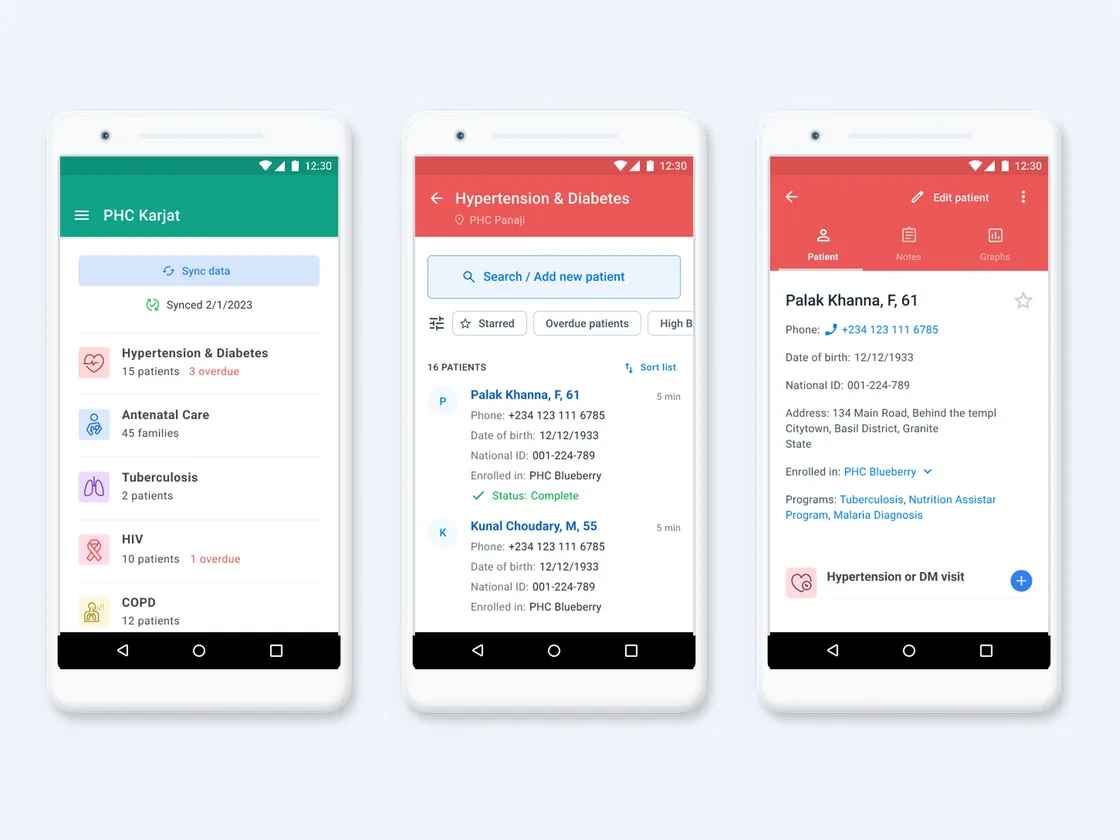 12:30
PHC Karjat
Sync data
Synced 2/1/2023
Hypertension & Diabetes
15 patients 3 overdue
Antenatal Care
45 families
Tuberculosis
2 patients
HIV
10 patients 1 overdue
COPD
12 patients
12:30
Hypertension & Diabetes
PHC Panaji
Search / Add new patient
Starred Overdue patients High B
16 PATIENTS Sort list
P Palak Khanna, F, 61 5 min
Phone: +234 123 111 6785
Date of birth: 12/12/1933
National ID: 001-224-789
Enrolled in: PHC Blueberry
Status: Complete
K Kunal Choudary, M, 55 5 min
Phone: +234 123 111 6785
Date of birth: 12/12/1933
National ID: 001-224-789
Enrolled in: PHC Blueberry
12:30
Edit patient
Patient Notes Graphs
Palak Khanna, F, 61
Phone: +234 123 111 6785
Date of birth: 12/12/1933
National ID: 001-224-789
Address: 134 Main Road, Behind the templ
Citytown, Basil District, Granite
State
Enrolled in: PHC Blueberry
Programs: Tuberculosis, Nutrition Assistar
Program, Malaria Diagnosis
Hypertension or DM visit